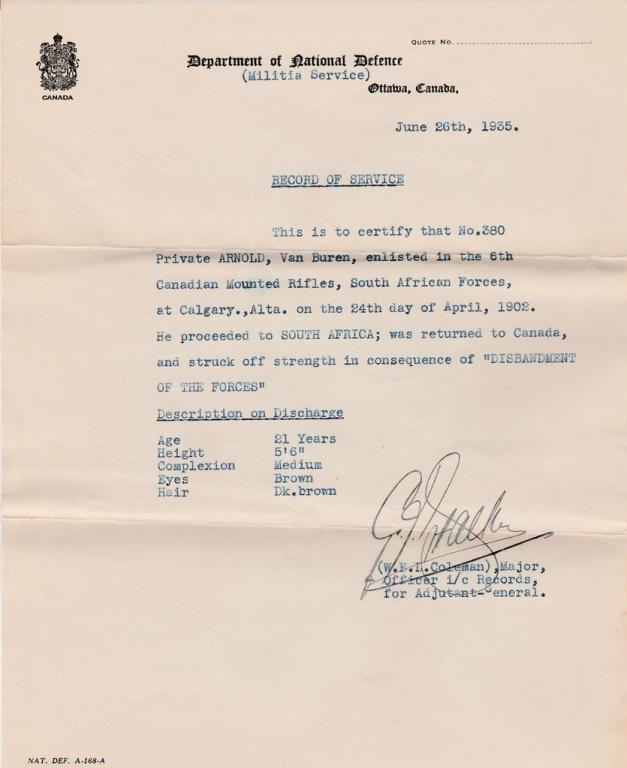 QUOTE NO.
Department of National Defence
(Militia Service)
Ottawa, Canada,
CANADA
June 26th, 1935.
RECORD OF SERVICE
This is to certify that No.380
Private ARNOLD, Van Buren, enlisted in the 6th
Canadian Mounted Rifles, South African Forces,
at Calgary.,Alta. on the 24th day of April, 1902.
He proceeded to SOUTH AFRICA; was returned to Canada,
and struck off strength in consequence of "DISBANDMENT
OF THE FORCES"
Description on Discharge
Age 21 Years
Height 5'6"
Complexion Medium
Eyes Brown
Hair Dk.brown
(W.E.L.Coleman),Major,
Officer i/c Records,
for Adjutant-General.
NAT. DEF. A-168-A